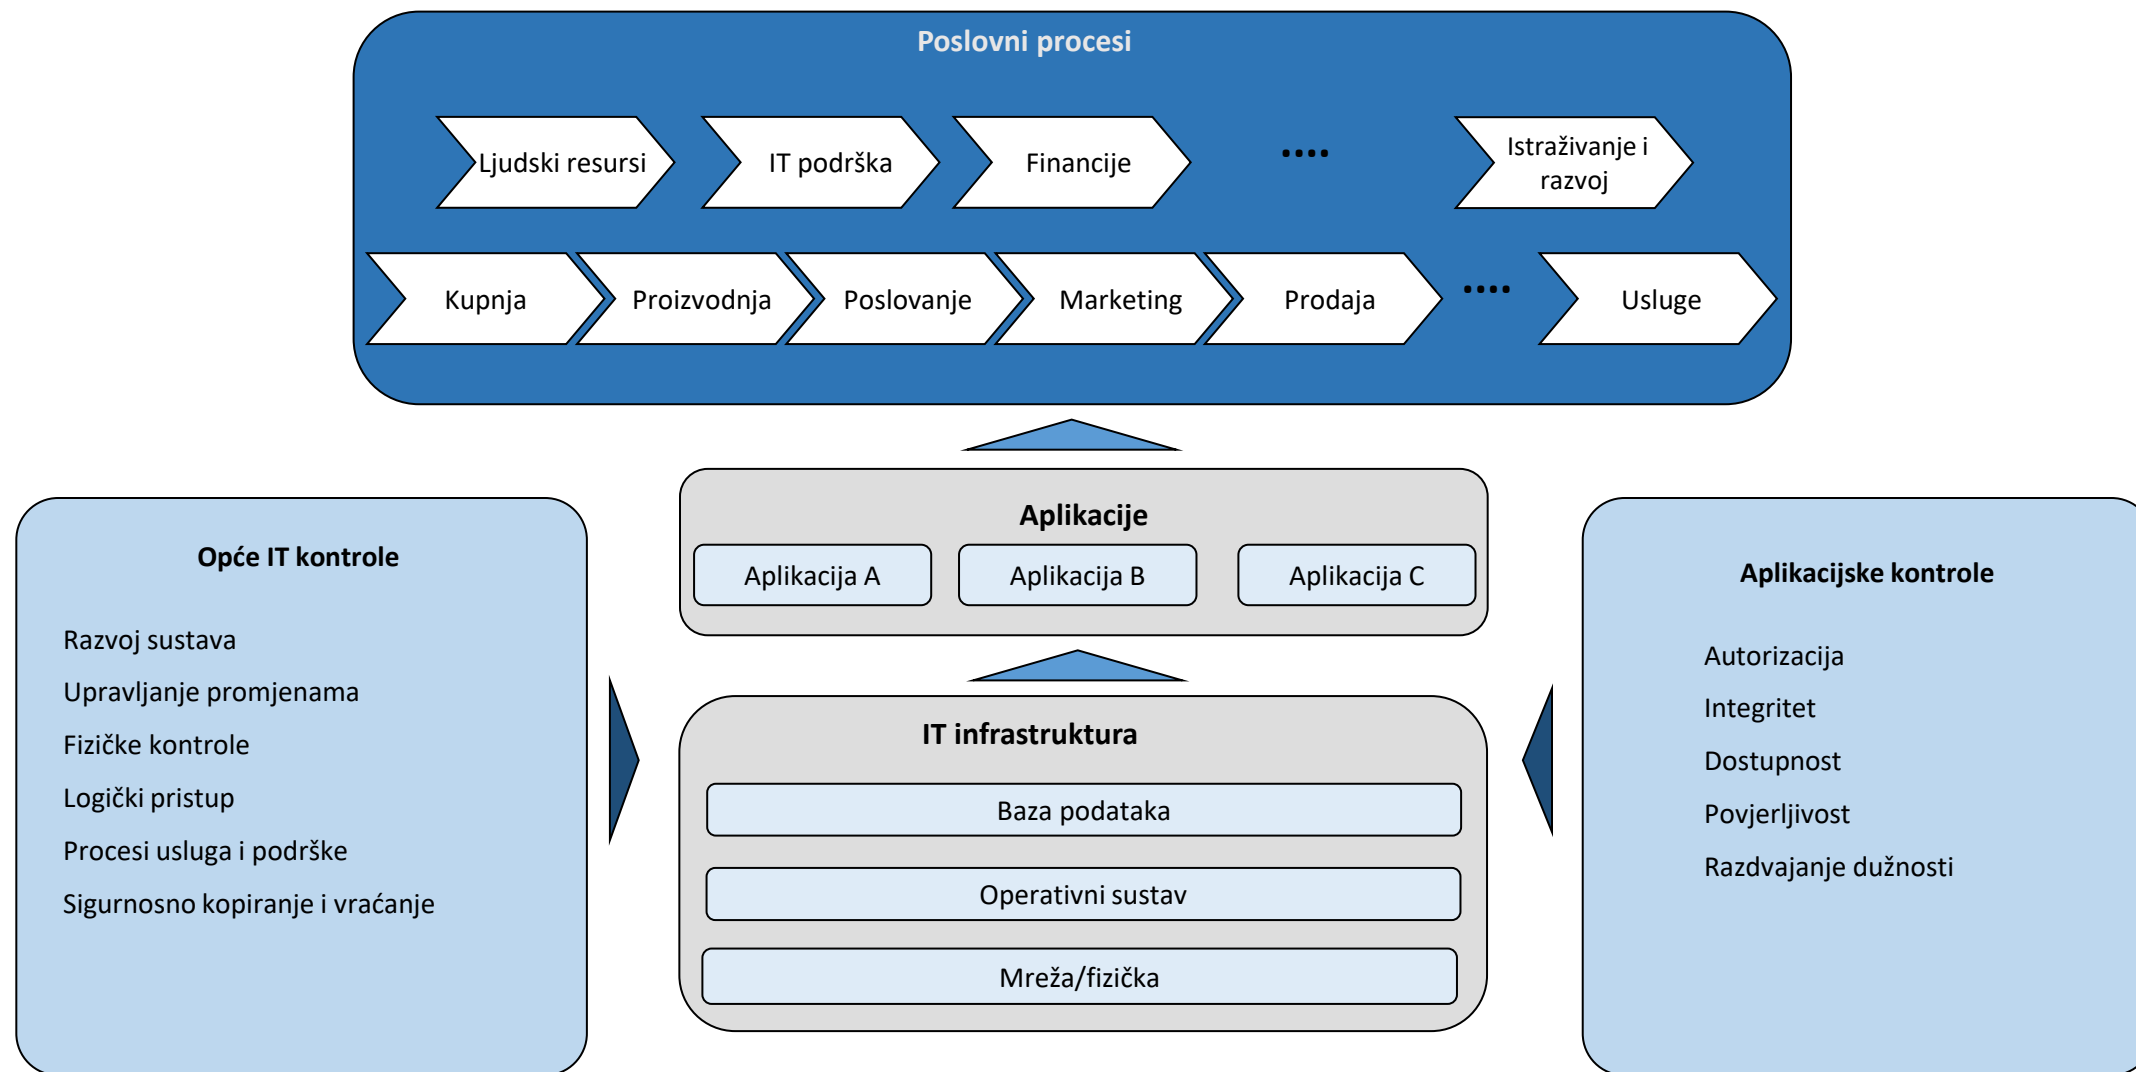 Poslovni procesi
Ljudski resursi
IT podrška
Financije
....
Istraživanje i
razvoj
Kupnja
Proizvodnja
Poslovanje
Marketing
Prodaja
....
Usluge
Opće IT kontrole
Razvoj sustava
Upravljanje promjenama
Fizičke kontrole
Logički pristup
Procesi usluga i podrške
Sigurnosno kopiranje i vraćanje
Aplikacije
Aplikacija A
Aplikacija B
Aplikacija C
IT infrastruktura
Baza podataka
Operativni sustav
Mreža/fizička
Aplikacijske kontrole
Autorizacija
Integritet
Dostupnost
Povjerljivost
Razdvajanje dužnosti